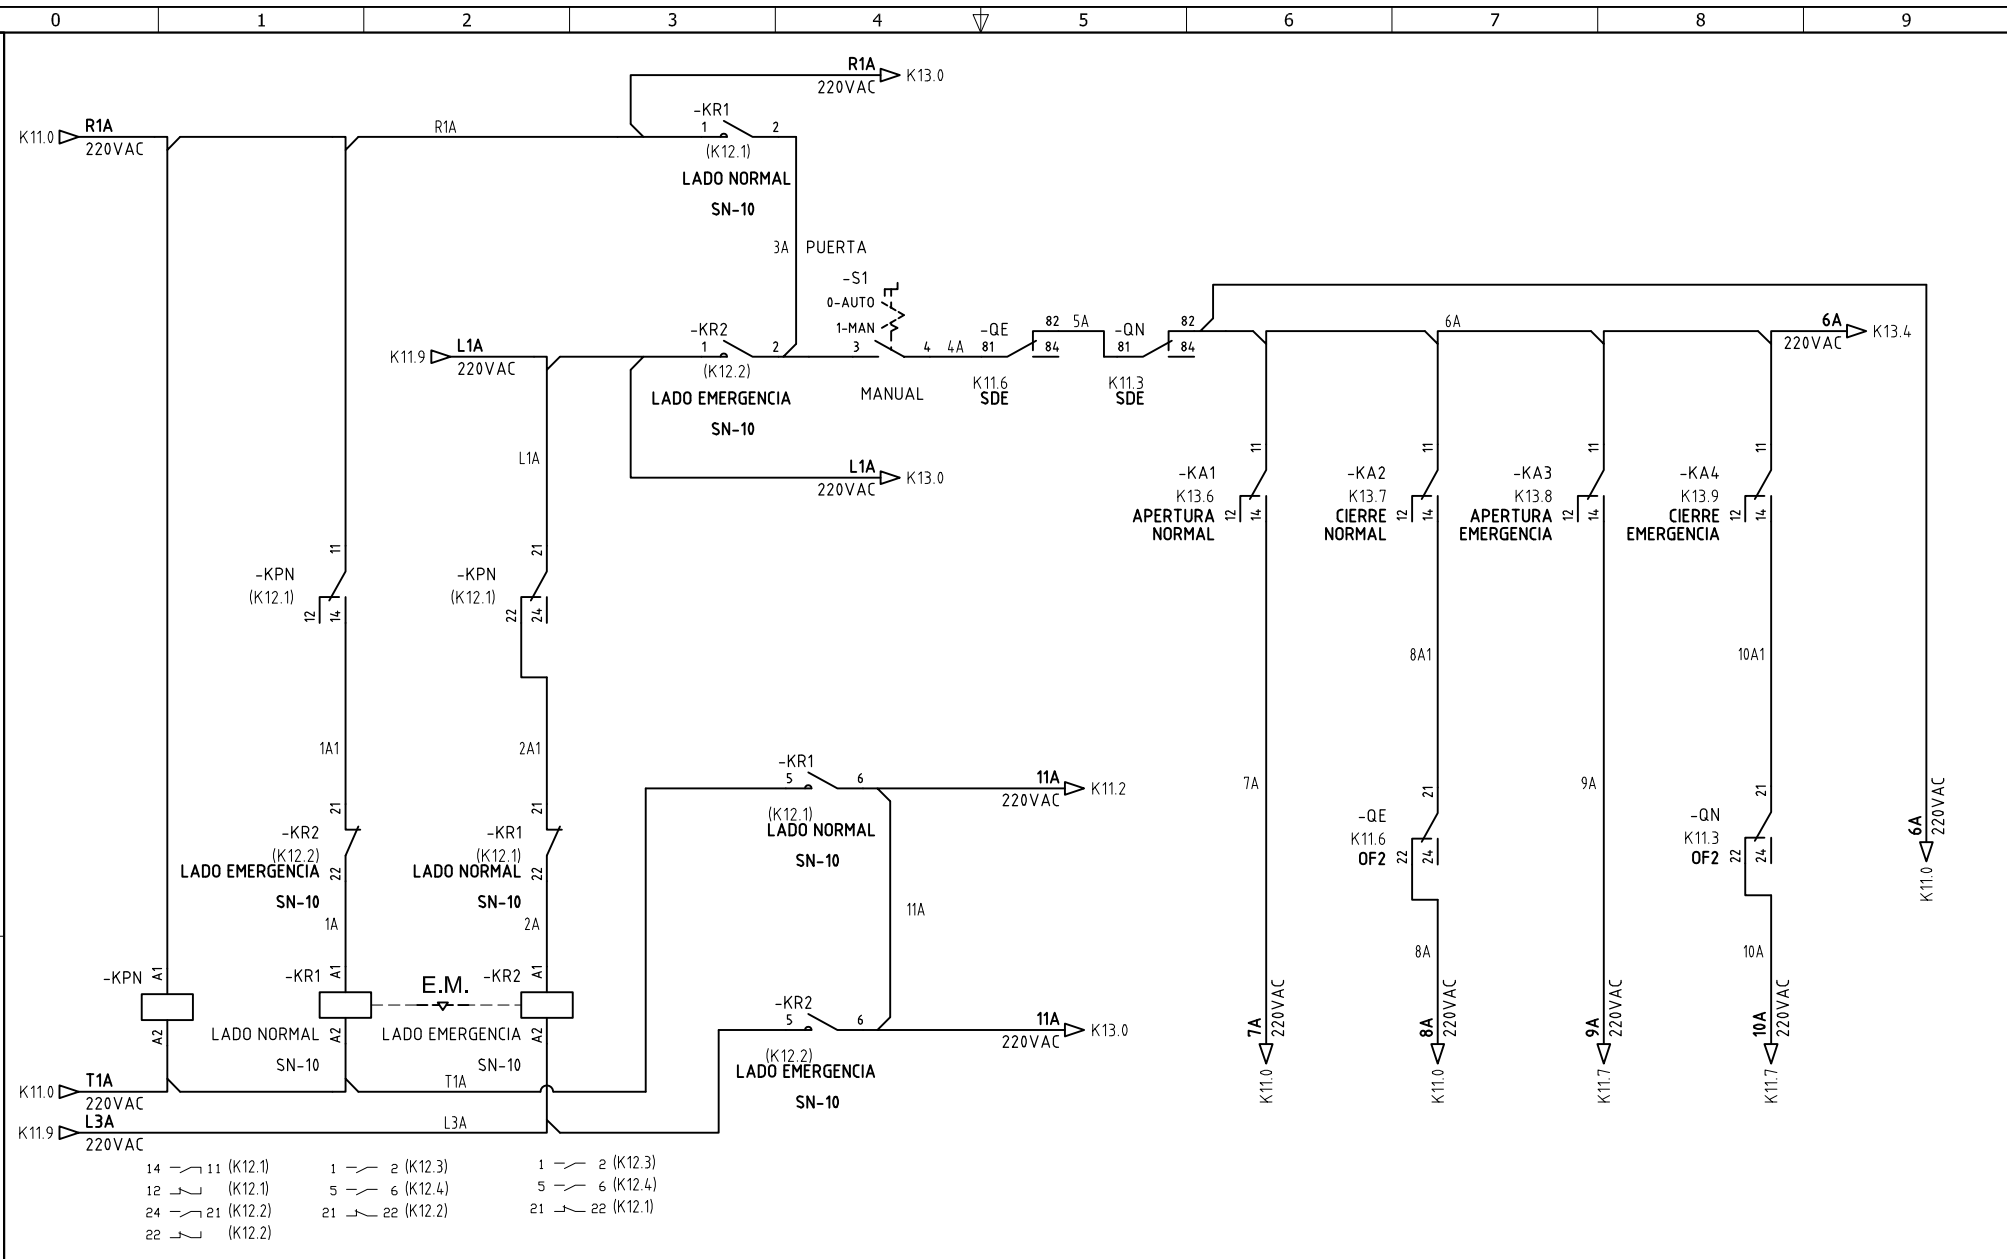 0 1 2 3 4 5 6 7 8 9
R1A
220VAC
K13.0
-KR1
1 2
(K12.1)
LADO NORMAL
SN-10
K11.0
R1A
220VAC
R1A
3A
PUERTA
-S1
0-AUTO
1-MAN
3 4
MANUAL
4A
K11.9
L1A
220VAC
-KR2
1 2
(K12.2)
LADO EMERGENCIA
SN-10
L1A
220VAC
K13.0
-QE
81
82
84
K11.6
SDE
5A
-QN
81
82
84
K11.3
SDE
6A
6A
220VAC
K13.4
L1A
11
-KPN
(K12.1)
12
14
21
-KPN
(K12.1)
22
24
11
-KA1
K13.6
APERTURA
NORMAL
12
14
11
-KA2
K13.7
CIERRE
NORMAL
12
14
11
-KA3
K13.8
APERTURA
EMERGENCIA
12
14
11
-KA4
K13.9
CIERRE
EMERGENCIA
12
14
8A1
10A1
1A1
2A1
7A
9A
21
-KR2
(K12.2)
LADO EMERGENCIA
22
SN-10
1A
21
-KR1
(K12.1)
LADO NORMAL
22
SN-10
2A
-KR1
5 6
(K12.1)
LADO NORMAL
SN-10
11A
220VAC
K11.2
11A
21
-QE
K11.6
OF2
22
24
21
-QN
K11.3
OF2
22
24
6A
220VAC
K11.0
8A
10A
-KPN
A1
A2
-KR1
A1
A2
LADO NORMAL
SN-10
E.M.
-KR2
A1
A2
LADO EMERGENCIA
SN-10
-KR2
5 6
(K12.2)
LADO EMERGENCIA
SN-10
11A
220VAC
K13.0
7A
220VAC
K11.0
8A
220VAC
K11.0
9A
220VAC
K11.7
10A
220VAC
K11.7
K11.0
T1A
220VAC
T1A
K11.9
L3A
220VAC
L3A
14 11 (K12.1)
12 (K12.1)
24 21 (K12.2)
22 (K12.2)
1 2 (K12.3)
5 6 (K12.4)
21 22 (K12.2)
1 2 (K12.3)
5 6 (K12.4)
21 22 (K12.1)